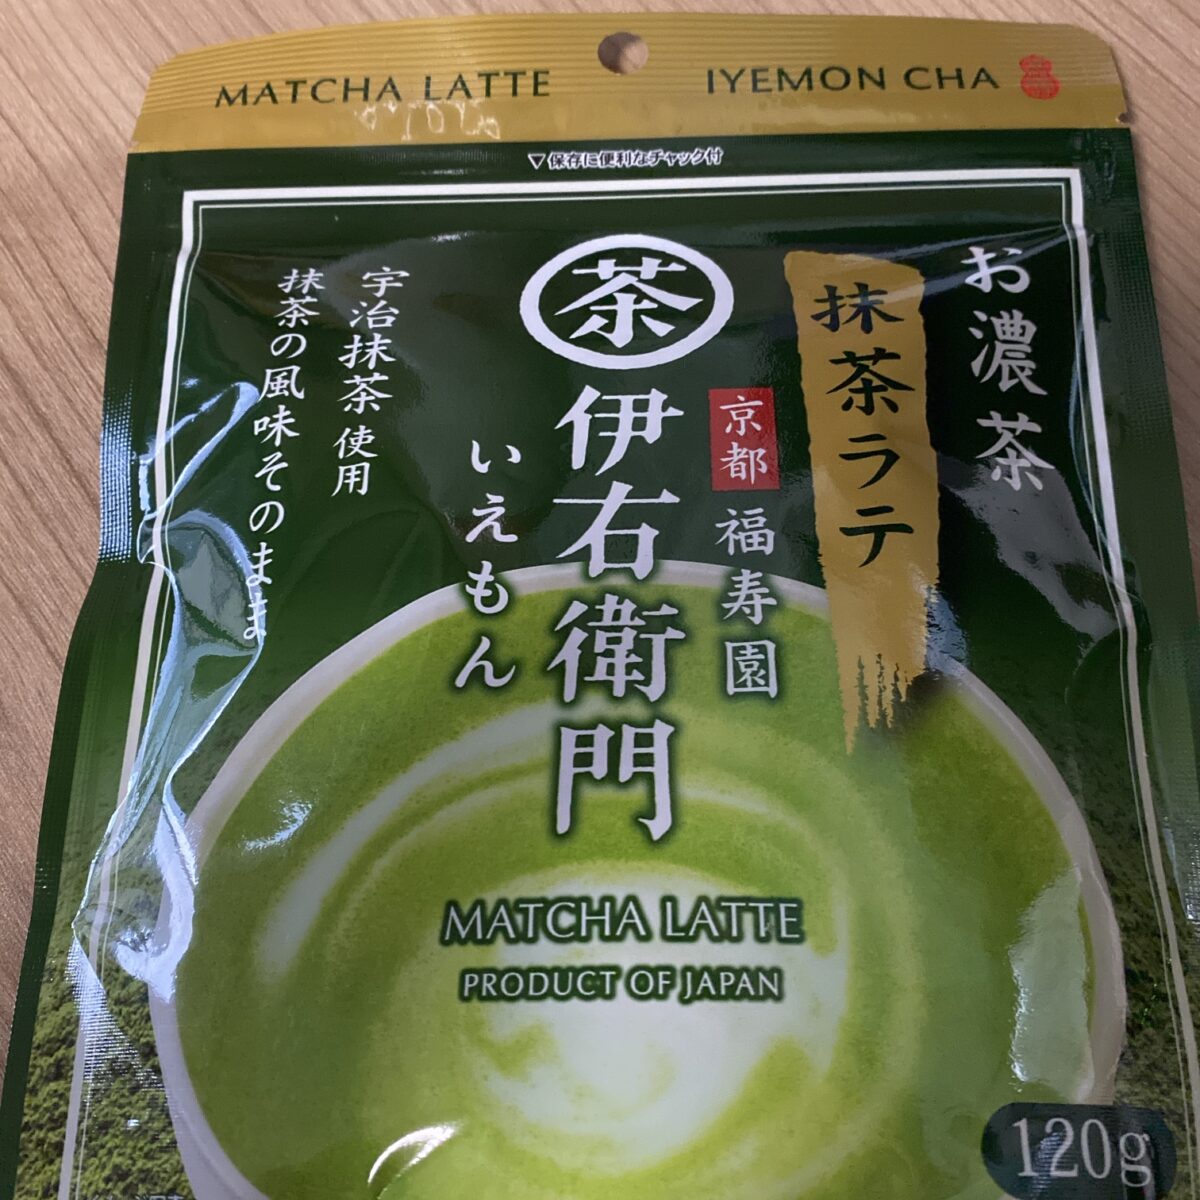 MATCHA LATTE
IYEMON CHA
▼保存に便利なチャック付
お濃茶
抹茶ラテ
京都
福寿園
茶
伊右衛門
いえもん
宇治抹茶使用
抹茶の風味そのまま
MATCHA LATTE
PRODUCT OF JAPAN
120g